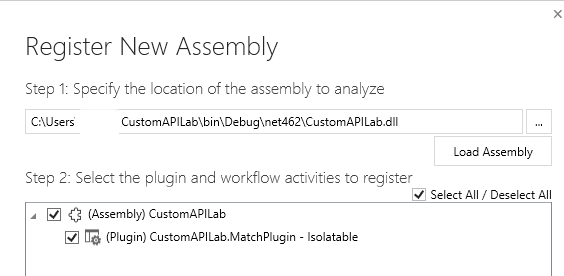 Register New Assembly
Step 1: Specify the location of the assembly to analyze
C:\Users CustomAPILab\bin\Debug\net462\CustomAPILab.dll ...
Load Assembly
Step 2: Select the plugin and workflow activities to register
Select All / Deselect All
(Assembly) CustomAPILab
(Plugin) CustomAPILab.MatchPlugin - Isolatable